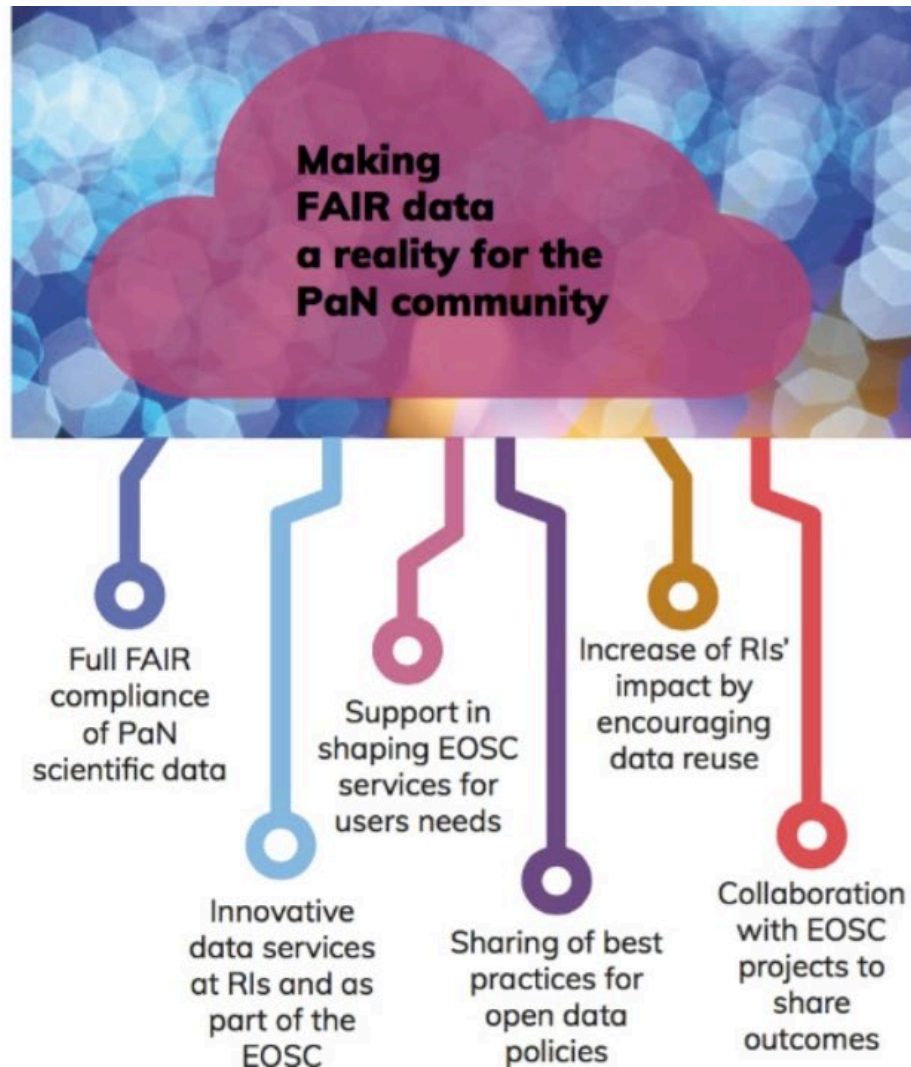 Making
FAIR data
a reality for the
PaN community
Full FAIR
compliance
of PaN
scientific data
Innovative
data services
at RIs and as
part of the
EOSC
Support in
shaping EOSC
services for
users needs
Sharing of best
practices for
open data
policies
Increase of RIs'
impact by
encouraging
data reuse
Collaboration
with EOSC
projects to
share
outcomes